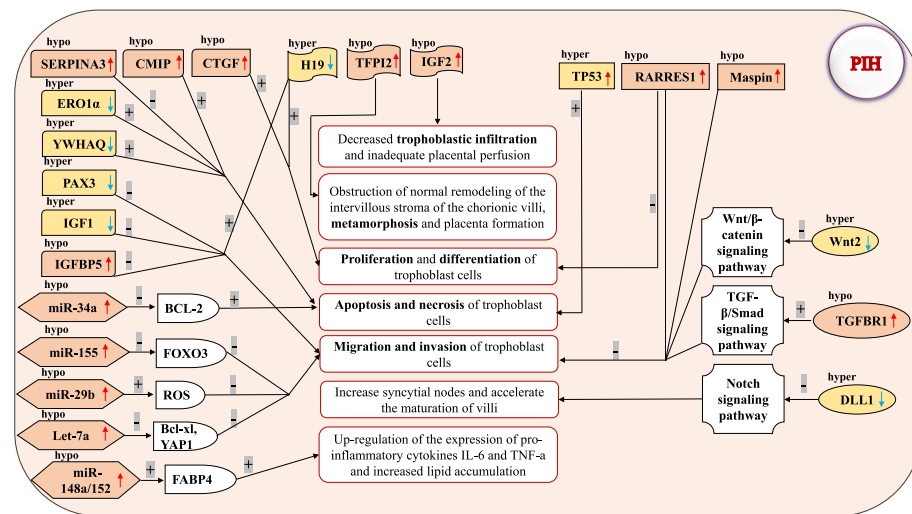 hypo
SERPINA3
hypo
CMIP
hypo
CTGF
hyper
H19
hypo
TFPI2
hypo
IGF2
hyper
TP53
hypo
RARRES1
hypo
Maspin
PIH
hyper
ERO1α
hyper
YWHAQ
hyper
PAX3
hyper
IGF1
hypo
IGFBP5
hypo
miR-34a
BCL-2
hypo
miR-155
FOXO3
hypo
miR-29b
ROS
hypo
Let-7a
Bcl-xl,
YAP1
hypo
miR-
148a/152
FABP4
+
-
+
+
+
+
+
+
-
-
-
+
-
-
+
-
-
+
-
-
-
+
+
-
-
-
+
-
Decreased trophoblastic infiltration
and inadequate placental perfusion
Obstruction of normal remodeling of the
intervillous stroma of the chorionic villi,
metamorphosis and placenta formation
Proliferation and differentiation of
trophoblast cells
Apoptosis and necrosis of trophoblast
cells
Migration and invasion of trophoblast
cells
Increase syncytial nodes and accelerate
the maturation of villi
Up-regulation of the expression of pro-
inflammatory cytokines IL-6 and TNF-a
and increased lipid accumulation
Wnt/β-
catenin
signaling
pathway
hyper
Wnt2
TGF-
β/Smad
signaling
pathway
hypo
TGFBR1
Notch
signaling
pathway
hyper
DLL1